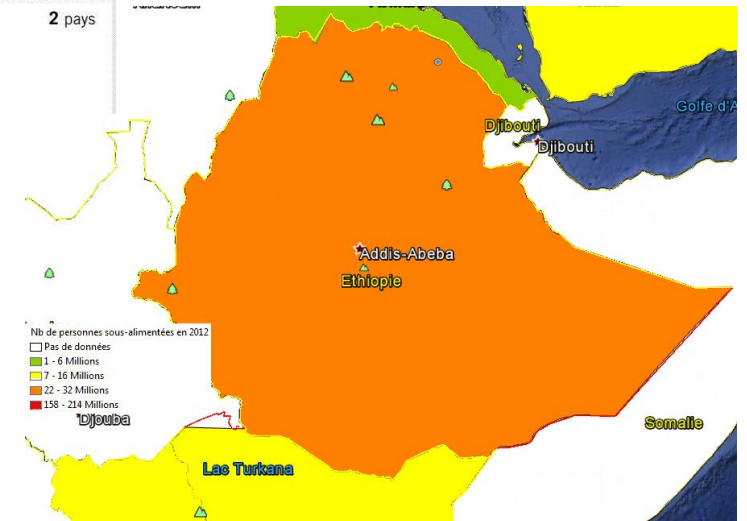 2 pays
Golfe d'A
Djibouti
Djibouti
Addis-Abeba
Ethiopie
Nb de personnes sous-alimentées en 2012
Pas de données
1 - 6 Millions
7 - 16 Millions
22 - 32 Millions
158 - 214 Millions
Djouba
Somalie
Lac Turkana